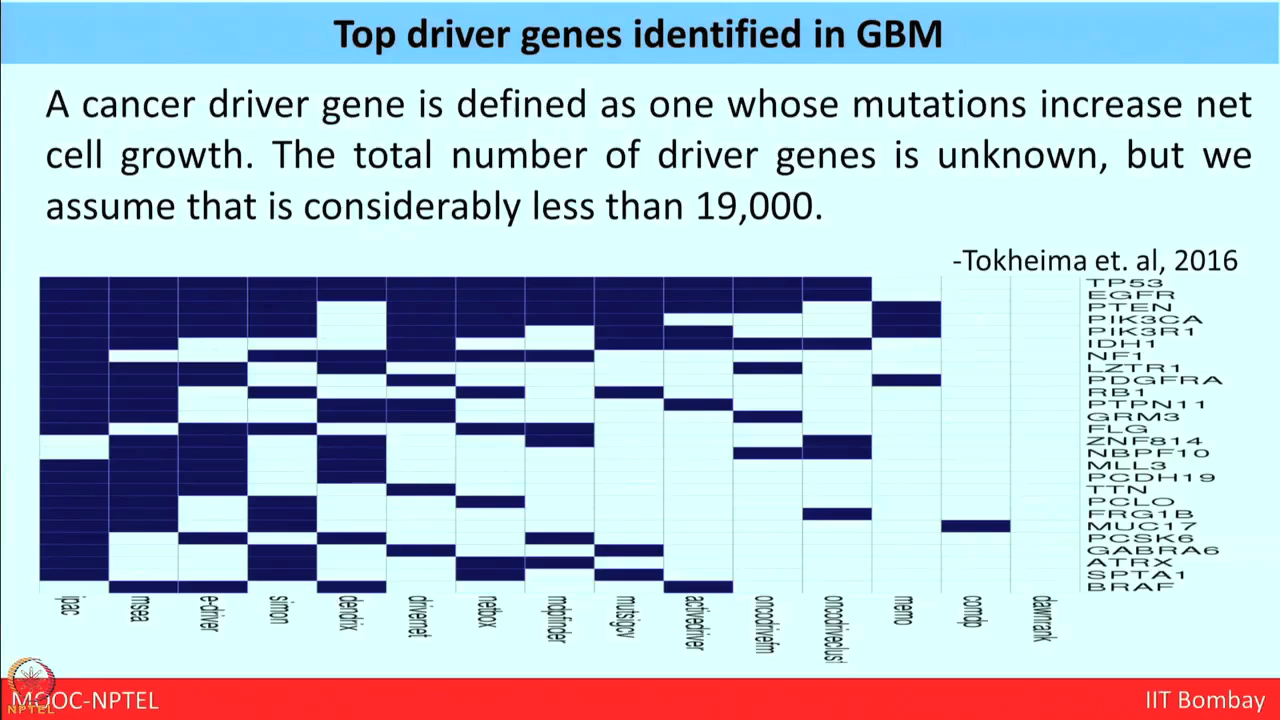 Top driver genes identified in GBM
A cancer driver gene is defined as one whose mutations increase net
cell growth. The total number of driver genes is unknown, but we
assume that is considerably less than 19,000.
-Tokheima et. al, 2016
TP53
EGFR
PTEN
PIK3CA
PIK3R1
IDH1
NF1
LZTR1
PDGFRA
RB1
PTPN11
GRM3
FLG
ZNF814
NBPF10
MLL3
PCDH19
TTN
PCLO
FRG1B
MUC17
PCSK6
GABRA6
ATRX
SPTA1
BRAF
ipac
msea
e-driver
simon
dendrix
drivernet
netbox
mdpfinder
mutsigcv
activedriver
oncodrivefm
oncodriveclust
memo
comdp
dawnrank
NPTEL
MOOC-NPTEL
IIT Bombay